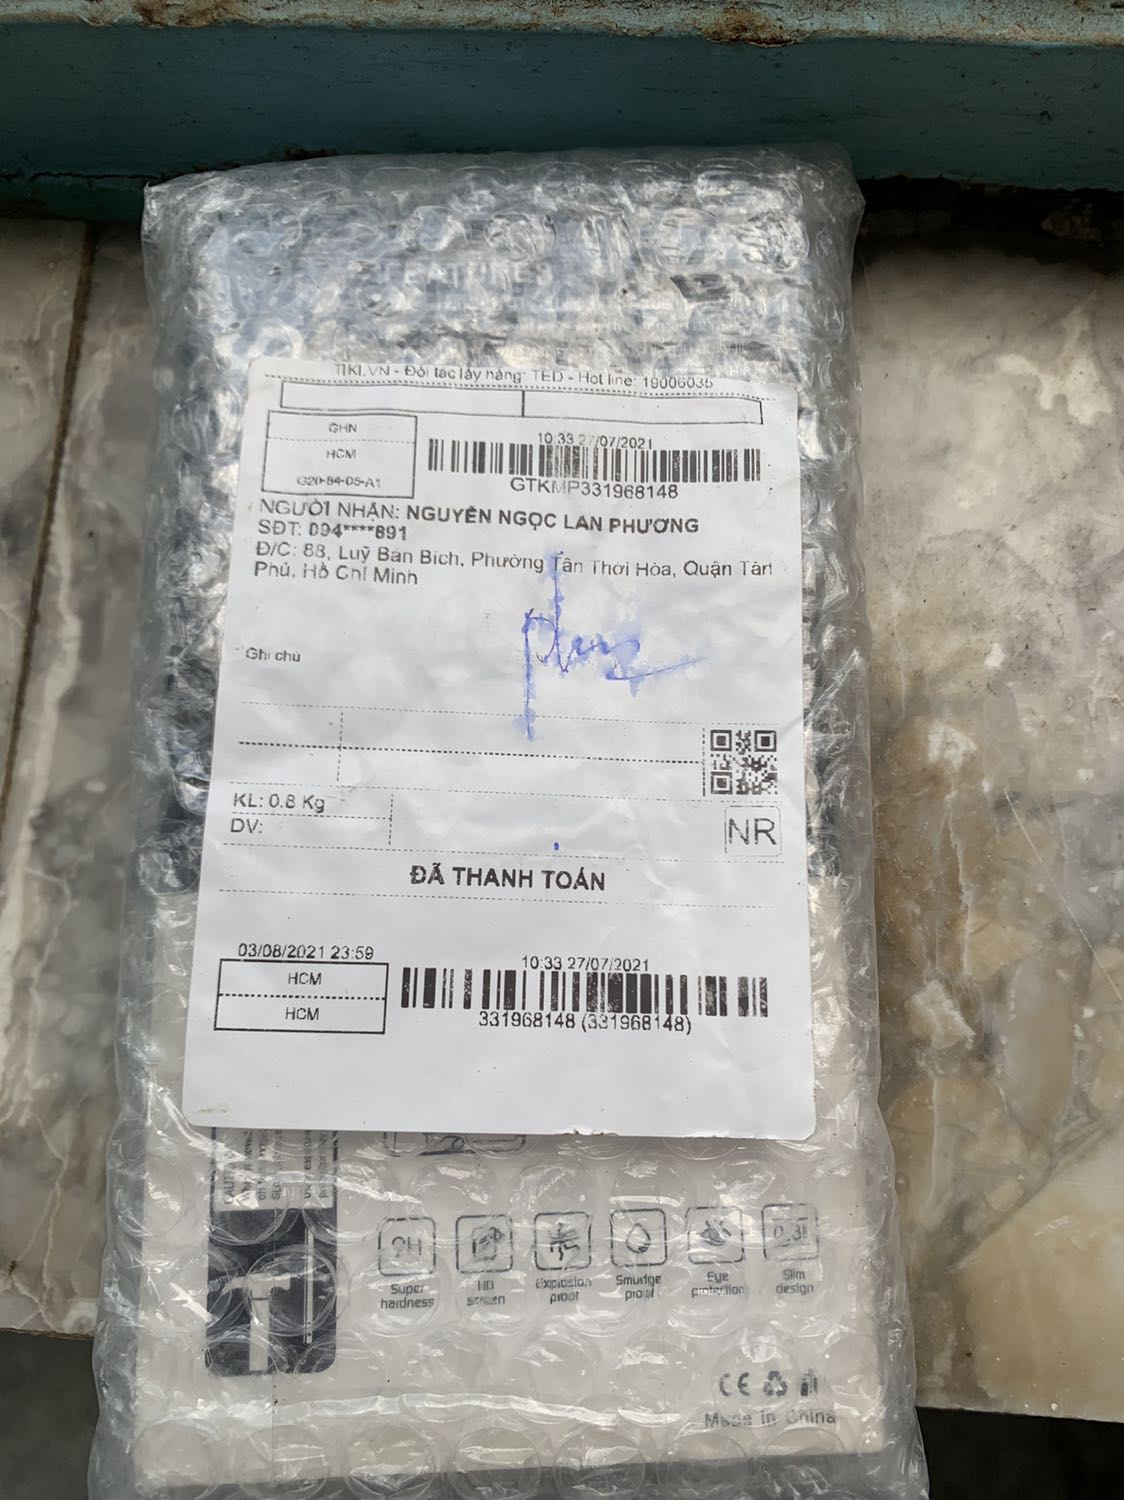 TIKI.VN - Đối tác lấy hàng: TED - Hot line: 19006035
GHN
HCM
G20-84-05-A1
10:33 27/07/2021
GTKMP331968148
NGƯỜI NHẬN: NGUYỄN NGỌC LAN PHƯƠNG
SĐT: 094****891
Đ/C: 88, Luỹ Bán Bích, Phường Tân Thới Hòa, Quận Tân
Phú, Hồ Chí Minh
Ghi chú
KL: 0.8 Kg
DV:
NR
ĐÃ THANH TOÁN
03/08/2021 23:59
HCM
HCM
10:33 27/07/2021
331968148 (331968148)
9H
Super hardness
HD screen
Explosion proof
Smudge proof
Eye protection
Slim design
CE
Made in China